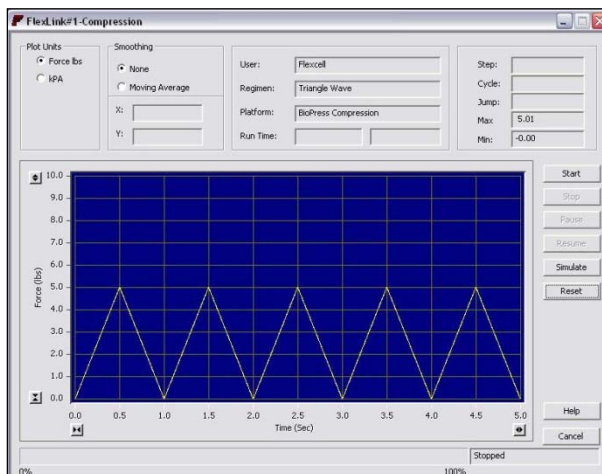 FlexLink#1-Compression
Plot Units
Force lbs
kPA
Smoothing
None
Moving Average
X:
Y:
User: Flexcell
Regimen: Triangle Wave
Platform: BioPress Compression
Run Time:
Step:
Cycle:
Jump:
Max 5.01
Min: -0.00
10.0
9.0
8.0
7.0
6.0
5.0
4.0
3.0
2.0
1.0
0.0
Force (lbs)
0.0 0.5 1.0 1.5 2.0 2.5 3.0 3.5 4.0 4.5 5.0
Time (Sec)
Start
Stop
Pause
Resume
Simulate
Reset
Help
Cancel
Stopped
0% 100%